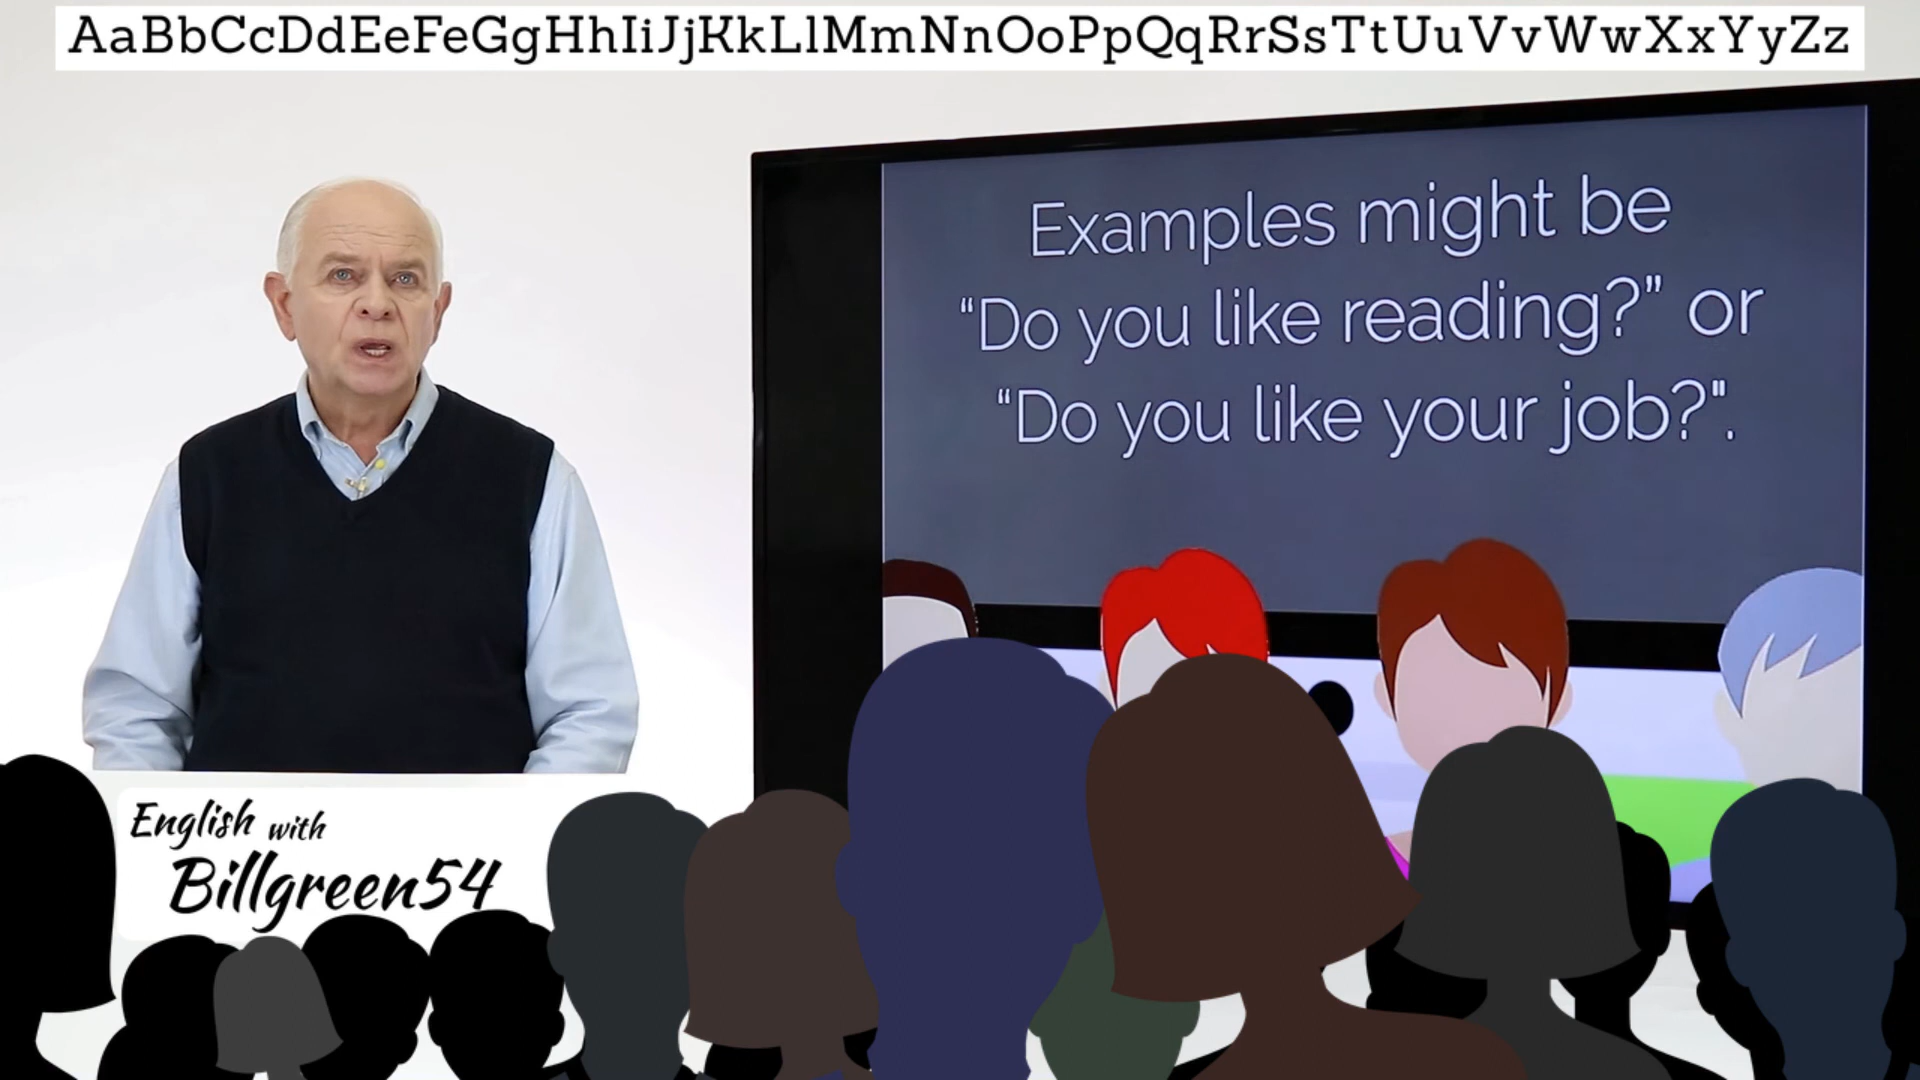 AaBbCcDdEeFeGgHhIiJjKkLlMmNnOoPpQqRrSsTtUuVvWwXxYyZz
Examples might be
“Do you like reading?” or
“Do you like your job?".
English with
Billgreen54